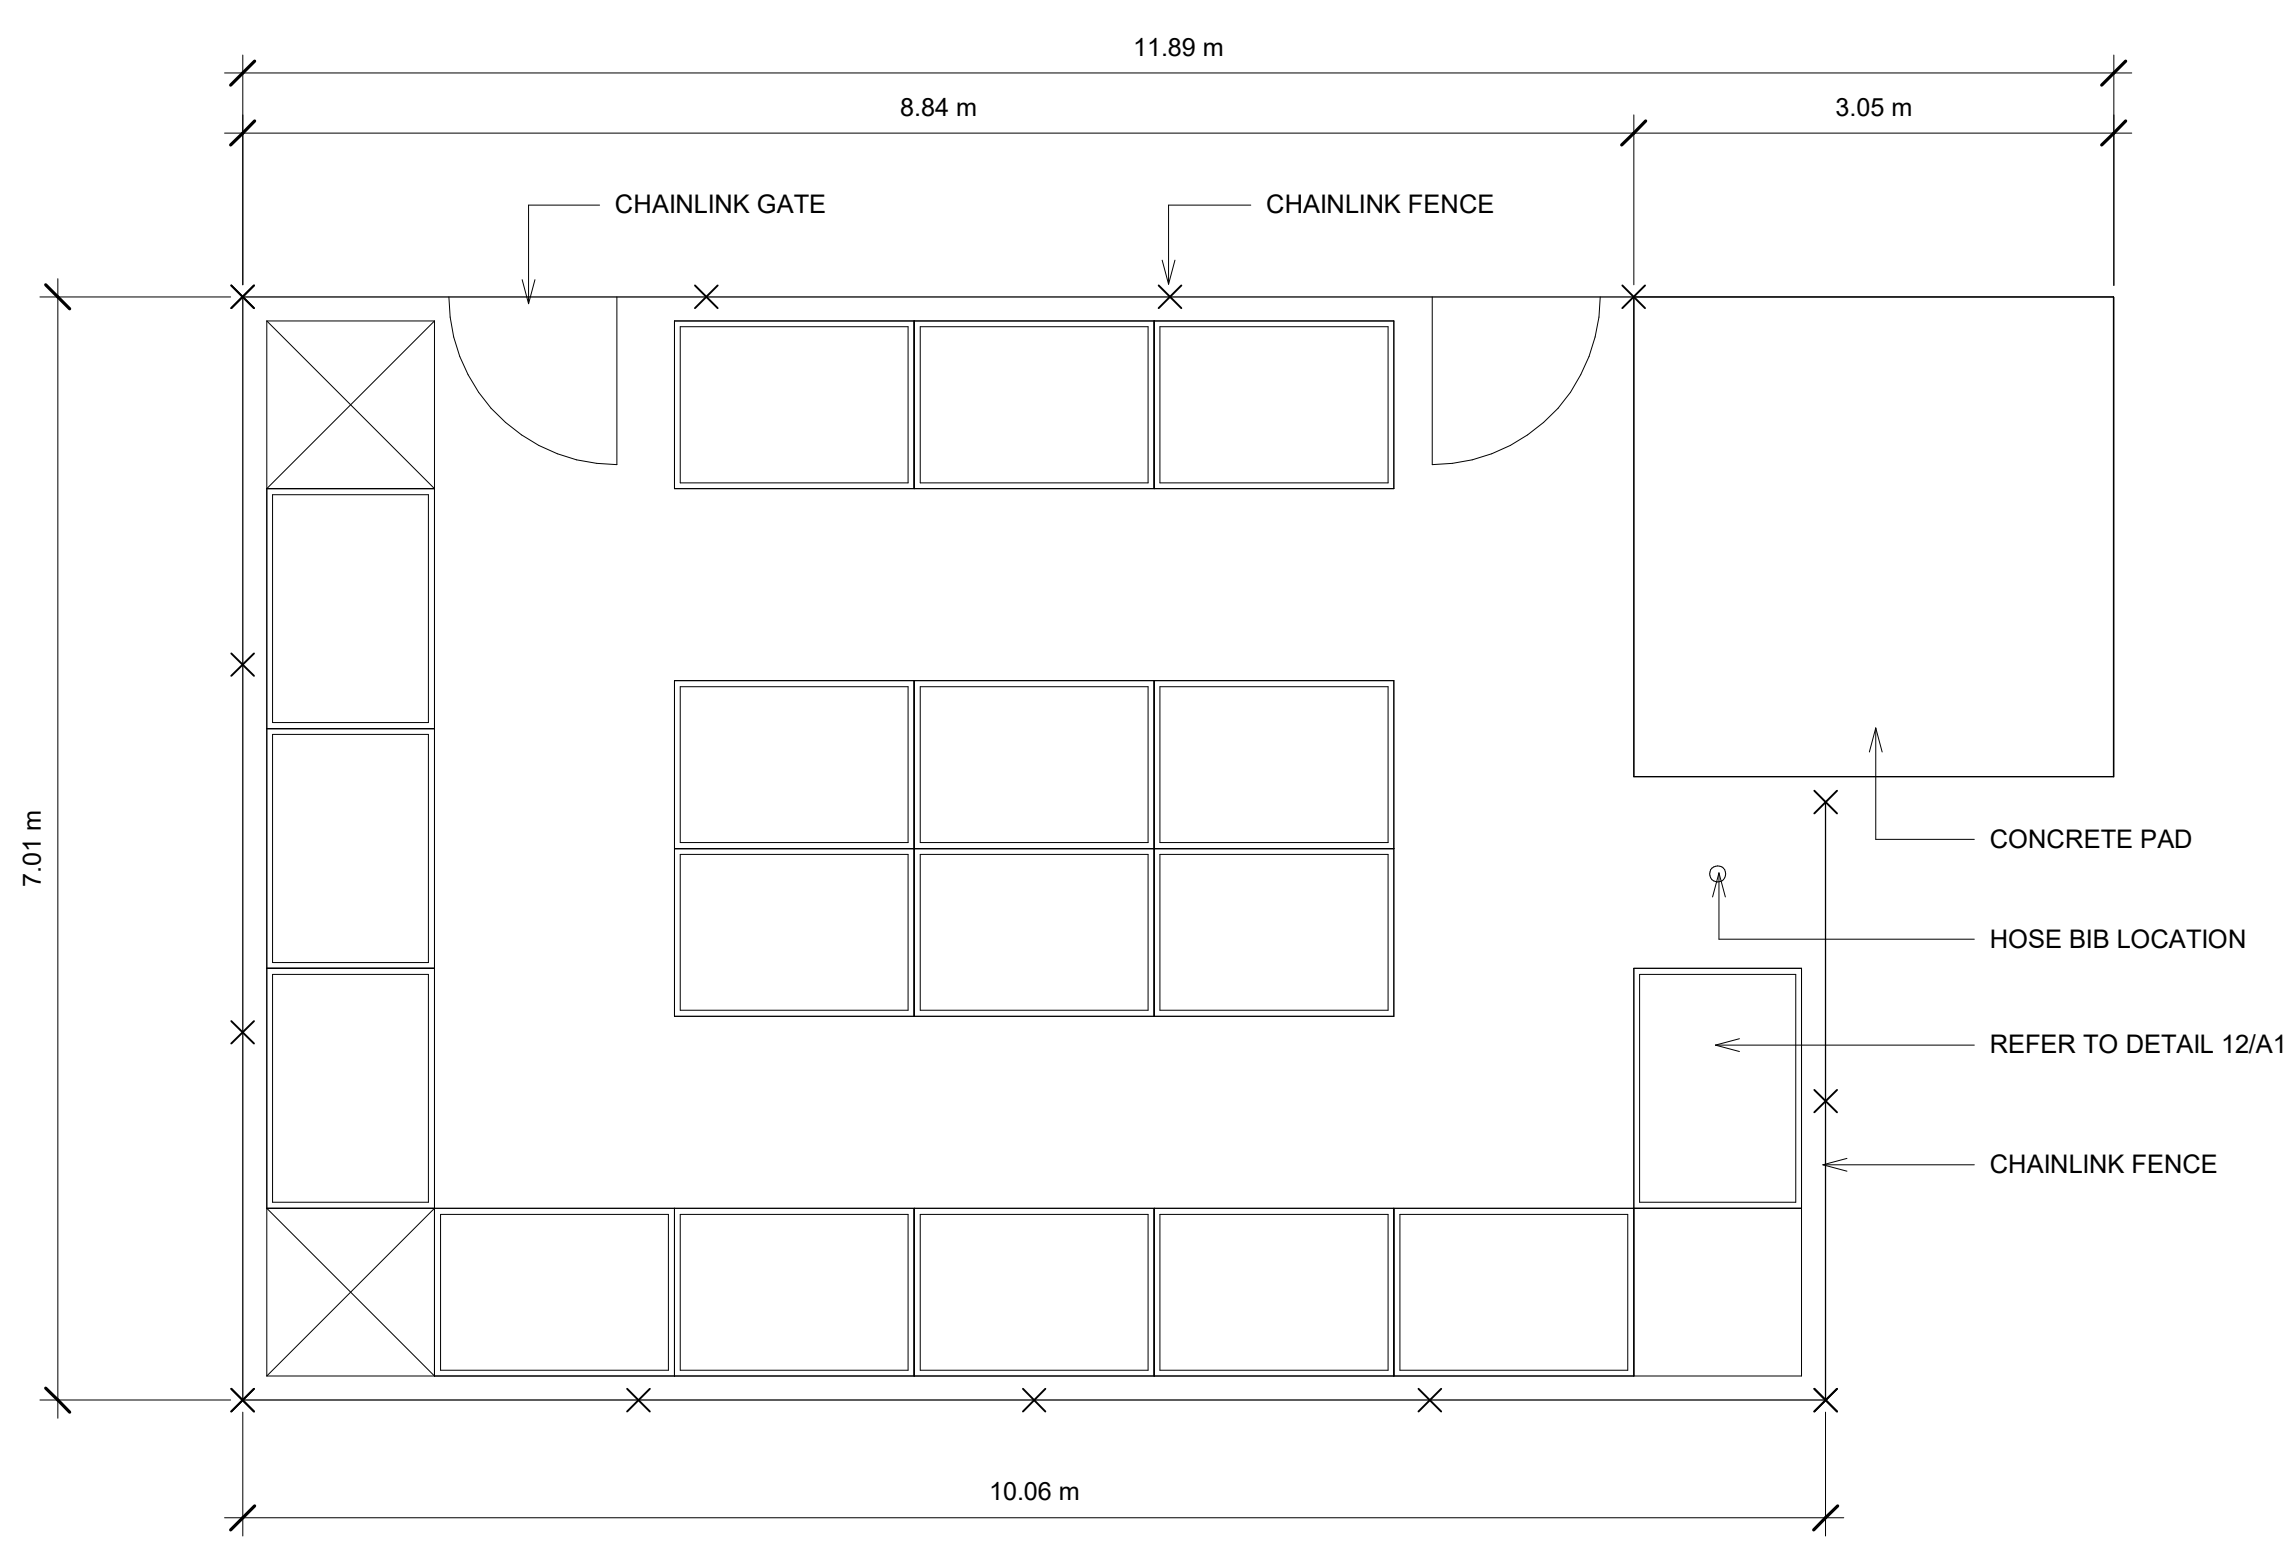 11.89 m
8.84 m
3.05 m
CHAINLINK GATE
CHAINLINK FENCE
7.01 m
CONCRETE PAD
HOSE BIB LOCATION
REFER TO DETAIL 12/A1
CHAINLINK FENCE
10.06 m